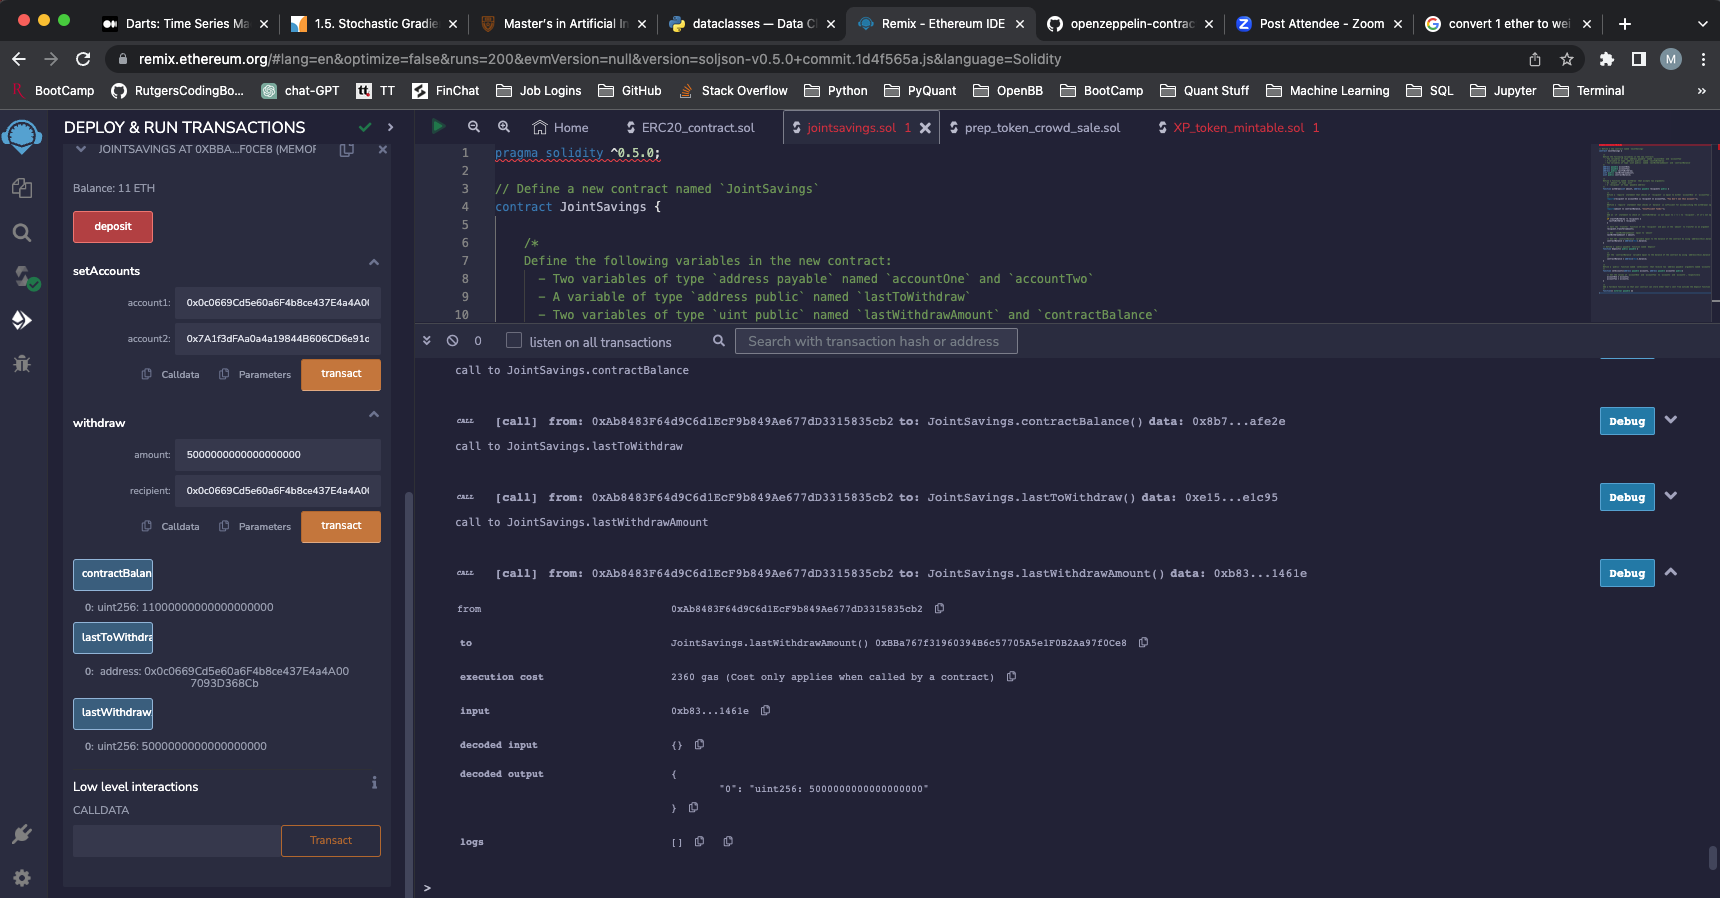 Darts: Time Series Ma
1.5. Stochastic Gradie
Master's in Artificial In
dataclasses — Data Cl
Remix - Ethereum IDE
openzeppelin-contrac
Post Attendee - Zoom
convert 1 ether to wei
remix.ethereum.org/#lang=en&optimize=false&runs=200&evmVersion=null&version=soljson-v0.5.0+commit.1d4f565a.js&language=Solidity
M
BootCamp
RutgersCodingBo...
chat-GPT
TT
FinChat
Job Logins
GitHub
Stack Overflow
Python
PyQuant
OpenBB
BootCamp
Quant Stuff
Machine Learning
SQL
Jupyter
Terminal
»
DEPLOY & RUN TRANSACTIONS
JOINTSAVINGS AT 0XBBA...F0CE8 (MEMOR
Balance: 11 ETH
deposit
setAccounts
account1: 0x0c0669Cd5e60a6F4b8ce437E4a4A00
account2: 0x7A1f3dFAa0a4a19844B606CD6e91c
Calldata
Parameters
transact
withdraw
amount: 5000000000000000000
recipient: 0x0c0669Cd5e60a6F4b8ce437E4a4A00
Calldata
Parameters
transact
contractBalan
0: uint256: 11000000000000000000
lastToWithdra
0: address: 0x0c0669Cd5e60a6F4b8ce437E4a4A00
7093D368Cb
lastWithdraw
0: uint256: 5000000000000000000
Low level interactions
CALLDATA
Transact
Home
ERC20_contract.sol
jointsavings.sol 1
prep_token_crowd_sale.sol
XP_token_mintable.sol 1
1 pragma solidity ^0.5.0;
2
3 // Define a new contract named `JointSavings`
4 contract JointSavings {
5
6 /*
7 Define the following variables in the new contract:
8 - Two variables of type `address payable` named `accountOne` and `accountTwo`
9 - A variable of type `address public` named `lastToWithdraw`
10 - Two variables of type `uint public` named `lastWithdrawAmount` and `contractBalance`
0
listen on all transactions
Search with transaction hash or address
call to JointSavings.contractBalance
CALL [call] from: 0xAb8483F64d9C6d1EcF9b849Ae677dD3315835cb2 to: JointSavings.contractBalance() data: 0x8b7...afe2e
Debug
call to JointSavings.lastToWithdraw
CALL [call] from: 0xAb8483F64d9C6d1EcF9b849Ae677dD3315835cb2 to: JointSavings.lastToWithdraw() data: 0xe15...e1c95
Debug
call to JointSavings.lastWithdrawAmount
CALL [call] from: 0xAb8483F64d9C6d1EcF9b849Ae677dD3315835cb2 to: JointSavings.lastWithdrawAmount() data: 0xb83...1461e
Debug
from 0xAb8483F64d9C6d1EcF9b849Ae677dD3315835cb2
to JointSavings.lastWithdrawAmount() 0xBBa767f31960394B6c57705A5e1F0B2Aa97f0Ce8
execution cost 2360 gas (Cost only applies when called by a contract)
input 0xb83...1461e
decoded input {}
decoded output {
"0": "uint256: 5000000000000000000"
}
logs []
>